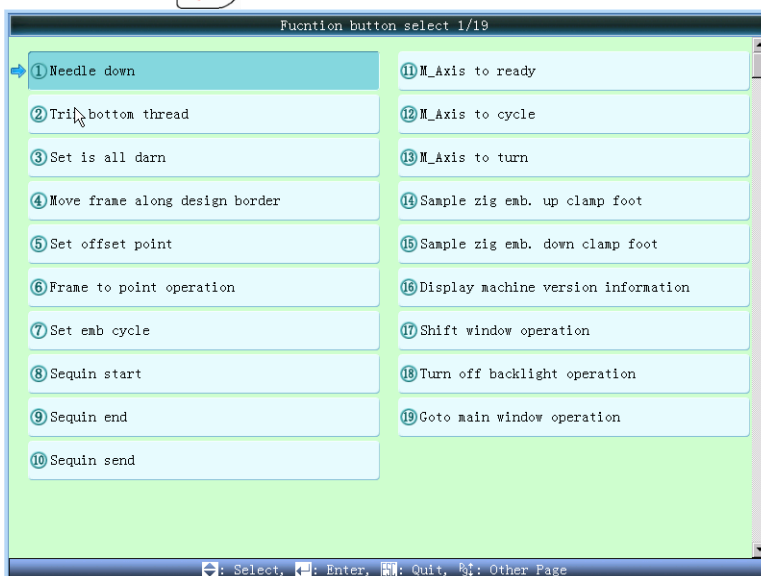 Fucntion button select 1/19
①Needle down
②Tri bottom thread
③Set is all darn
④Move frame along design border
⑤Set offset point
⑥Frame to point operation
⑦Set emb cycle
⑧Sequin start
⑨Sequin end
⑩Sequin send
⑪M_Axis to ready
⑫M_Axis to cycle
⑬M_Axis to turn
⑭Sample zig emb. up clamp foot
⑮Sample zig emb. down clamp foot
⑯Display machine version information
⑰Shift window operation
⑱Turn off backlight operation
⑲Goto main window operation
: Select, : Enter, : Quit, : Other Page